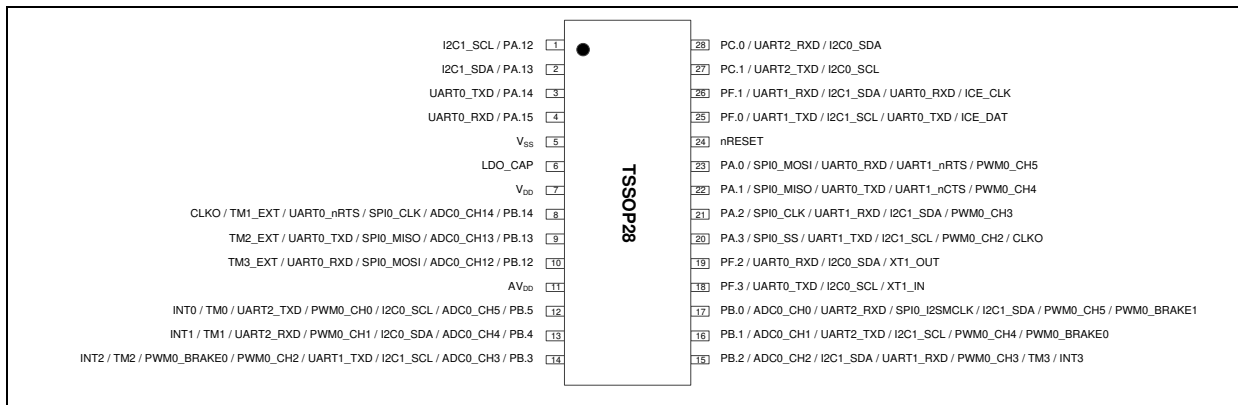 I2C1_SCL / PA.12 1 28 PC.0 / UART2_RXD / I2C0_SDA
I2C1_SDA / PA.13 2 27 PC.1 / UART2_TXD / I2C0_SCL
UART0_TXD / PA.14 3 26 PF.1 / UART1_RXD / I2C1_SDA / UART0_RXD / ICE_CLK
UART0_RXD / PA.15 4 25 PF.0 / UART1_TXD / I2C1_SCL / UART0_TXD / ICE_DAT
VSS 5 24 nRESET
LDO_CAP 6 23 PA.0 / SPI0_MOSI / UART0_RXD / UART1_nRTS / PWM0_CH5
VDD 7 22 PA.1 / SPI0_MISO / UART0_TXD / UART1_nCTS / PWM0_CH4
CLKO / TM1_EXT / UART0_nRTS / SPI0_CLK / ADC0_CH14 / PB.14 8 21 PA.2 / SPI0_CLK / UART1_RXD / I2C1_SDA / PWM0_CH3
TM2_EXT / UART0_TXD / SPI0_MISO / ADC0_CH13 / PB.13 9 20 PA.3 / SPI0_SS / UART1_TXD / I2C1_SCL / PWM0_CH2 / CLKO
TM3_EXT / UART0_RXD / SPI0_MOSI / ADC0_CH12 / PB.12 10 19 PF.2 / UART0_RXD / I2C0_SDA / XT1_OUT
AVDD 11 18 PF.3 / UART0_TXD / I2C0_SCL / XT1_IN
INT0 / TM0 / UART2_TXD / PWM0_CH0 / I2C0_SCL / ADC0_CH5 / PB.5 12 17 PB.0 / ADC0_CH0 / UART2_RXD / SPI0_I2SMCLK / I2C1_SDA / PWM0_CH5 / PWM0_BRAKE1
INT1 / TM1 / UART2_RXD / PWM0_CH1 / I2C0_SDA / ADC0_CH4 / PB.4 13 16 PB.1 / ADC0_CH1 / UART2_TXD / I2C1_SCL / PWM0_CH4 / PWM0_BRAKE0
INT2 / TM2 / PWM0_BRAKE0 / PWM0_CH2 / UART1_TXD / I2C1_SCL / ADC0_CH3 / PB.3 14 15 PB.2 / ADC0_CH2 / I2C1_SDA / UART1_RXD / PWM0_CH3 / TM3 / INT3
TSSOP28